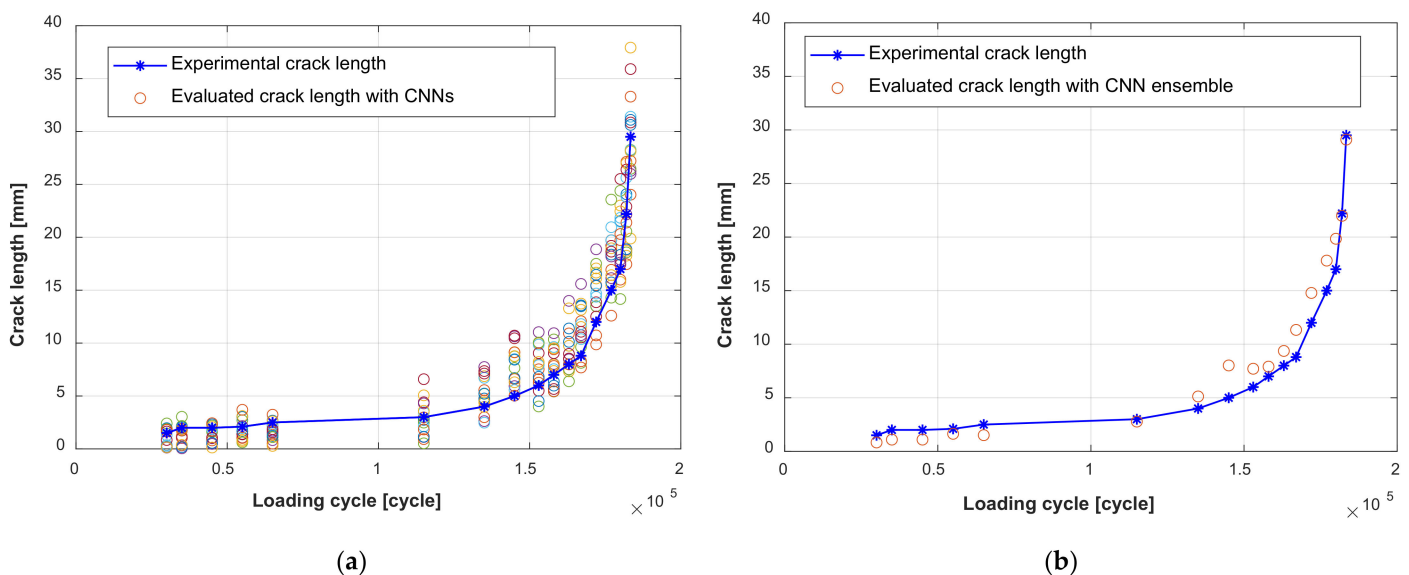 40
35
30
25
20
15
10
5
0
Crack length [mm]
Experimental crack length
Evaluated crack length with CNNs
0
0.5
1
1.5
2
× 10 5
Loading cycle [cycle]
(a)
40
35
30
25
20
15
10
5
0
Crack length [mm]
Experimental crack length
Evaluated crack length with CNN ensemble
0
0.5
1
1.5
2
× 10 5
Loading cycle [cycle]
(b)